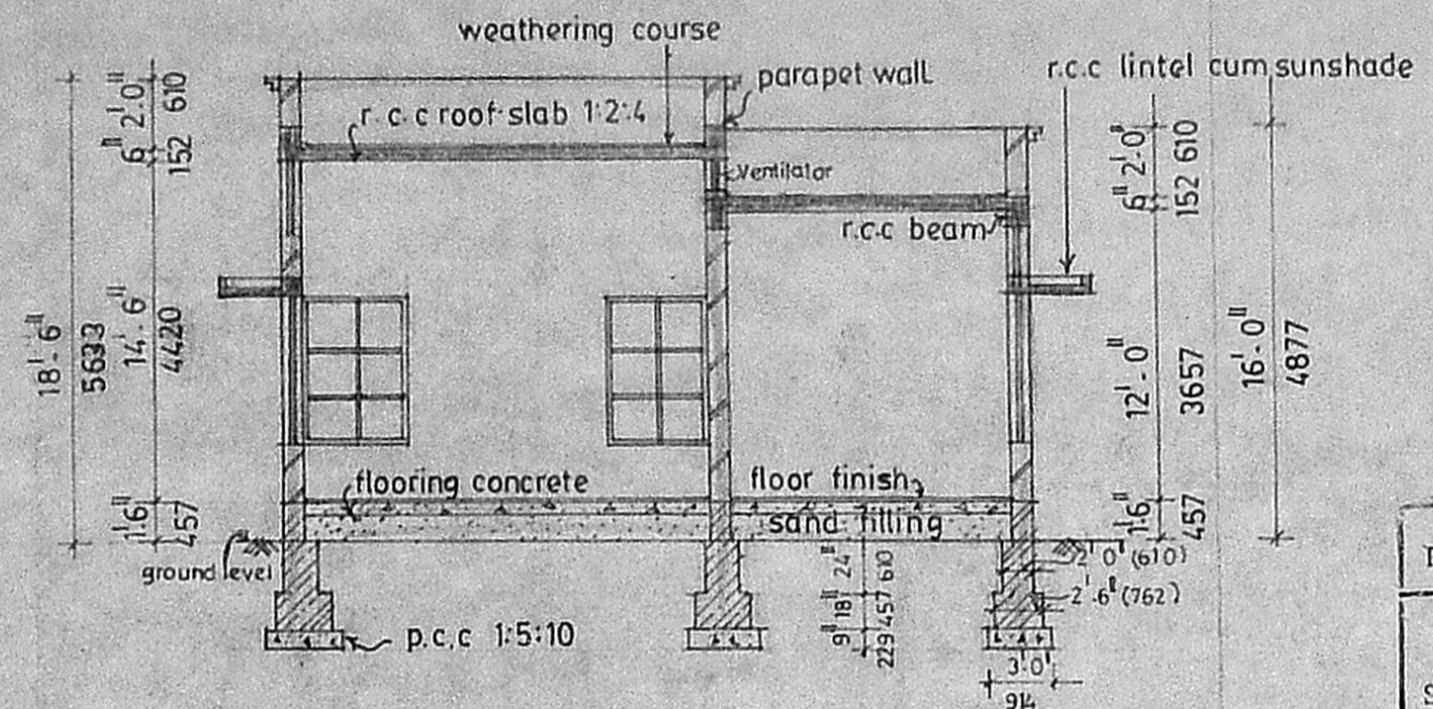 weathering course
parapet wall
r.c.c lintel cum sunshade
r.c.c roof slab 1:2:4
ventilator
r.c.c beam
18'-6"
5633
2'.0"
610
6"
152
14'.6"
4420
1'.6"
457
2'-0"
610
6"
152
12'-0"
3657
1'.6"
457
16'-0"
4877
flooring concrete
floor finish
sand filling
ground level
p.c.c 1:5:10
24"
610
18"
457
9"
229
2'0" (610)
2'.6" (762)
3'.0"
914